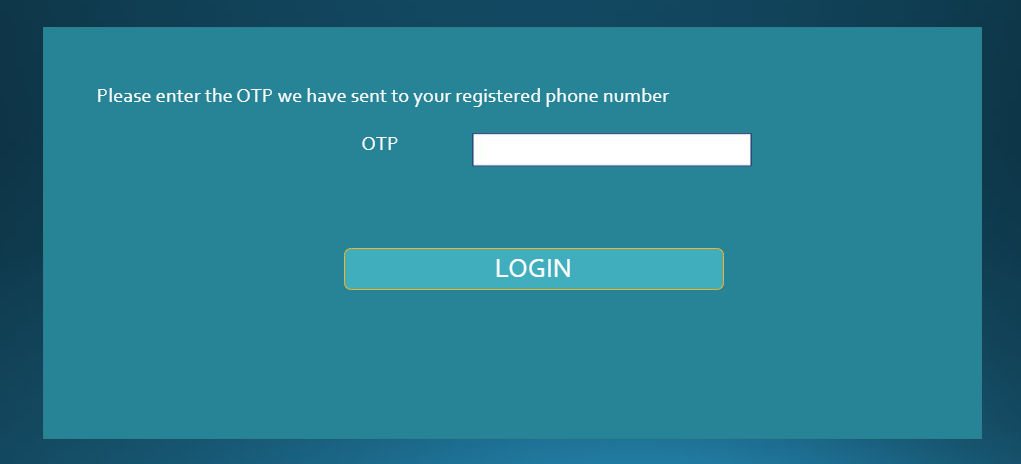 Please enter the OTP we have sent to your registered phone number
OTP
LOGIN